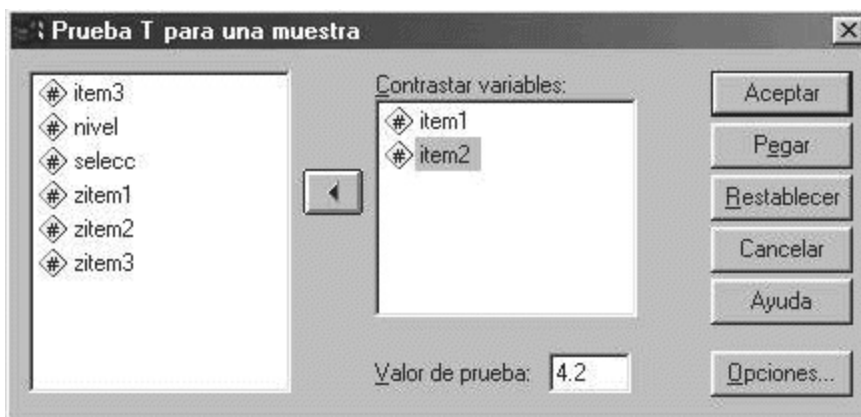 Prueba T para una muestra
item3
nivel
selecc
zitem1
zitem2
zitem3
Contrastar variables:
item1
item2
Valor de prueba: 4.2
Aceptar
Pegar
Restablecer
Cancelar
Ayuda
Opciones...